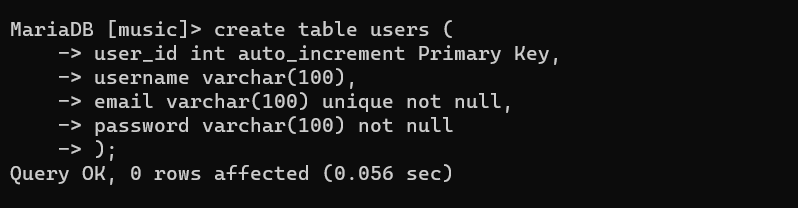 MariaDB [music]> create table users (
    -> user_id int auto_increment Primary Key,
    -> username varchar(100),
    -> email varchar(100) unique not null,
    -> password varchar(100) not null
    -> );
Query OK, 0 rows affected (0.056 sec)